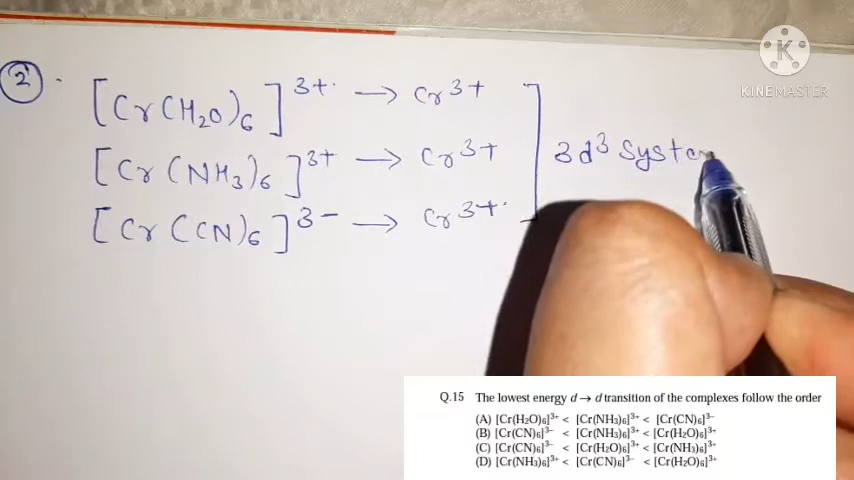 KINEMASTER
2
[Cr(H₂O)₆]³⁺ → Cr³⁺
[Cr(NH₃)₆]³⁺ → Cr³⁺
[Cr(CN)₆]³⁻ → Cr³⁺
3d³ syste
Q.15 The lowest energy d → d transition of the complexes follow the order
(A) [Cr(H₂O)₆]³⁺ < [Cr(NH₃)₆]³⁺ < [Cr(CN)₆]³⁻
(B) [Cr(CN)₆]³⁻ < [Cr(NH₃)₆]³⁺ < [Cr(H₂O)₆]³⁺
(C) [Cr(CN)₆]³⁻ < [Cr(H₂O)₆]³⁺ < [Cr(NH₃)₆]³⁺
(D) [Cr(NH₃)₆]³⁺ < [Cr(CN)₆]³⁻ < [Cr(H₂O)₆]³⁺